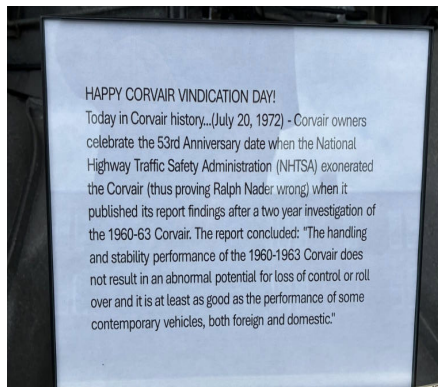 HAPPY CORVAIR VINDICATION DAY!
Today in Corvair history...(July 20, 1972) - Corvair owners
celebrate the 53rd Anniversary date when the National
Highway Traffic Safety Administration (NHTSA) exonerated
the Corvair (thus proving Ralph Nader wrong) when it
published its report findings after a two year investigation of
the 1960-63 Corvair. The report concluded: "The handling
and stability performance of the 1960-1963 Corvair does
not result in an abnormal potential for loss of control or roll
over and it is at least as good as the performance of some
contemporary vehicles, both foreign and domestic."